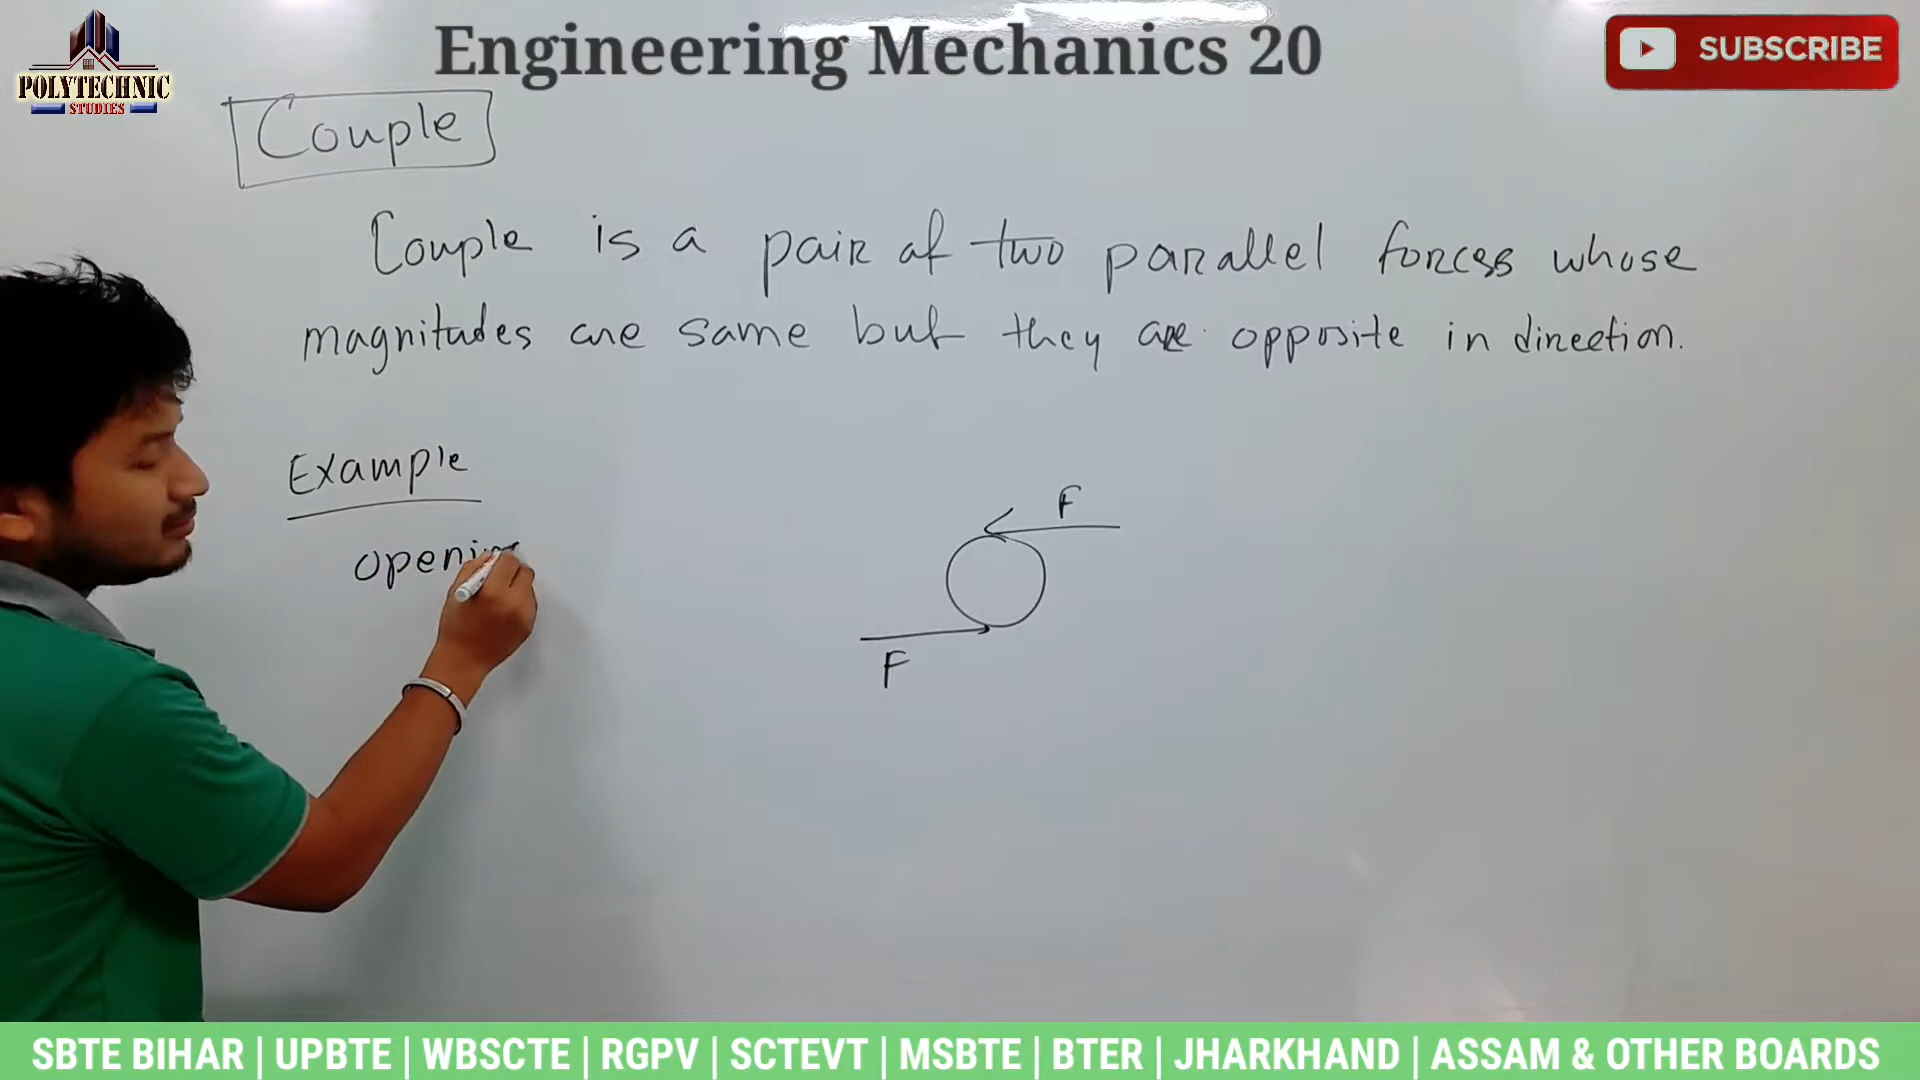 POLYTECHNIC
STUDIES
Engineering Mechanics 20
SUBSCRIBE
Couple
Couple is a pair of two parallel forces whose
magnitudes are same but they are opposite in direction.
Example
F
F
SBTE BIHAR | UPBTE | WBSCTE | RGPV | SCTEVT | MSBTE | BTER | JHARKHAND | ASSAM & OTHER BOARDS